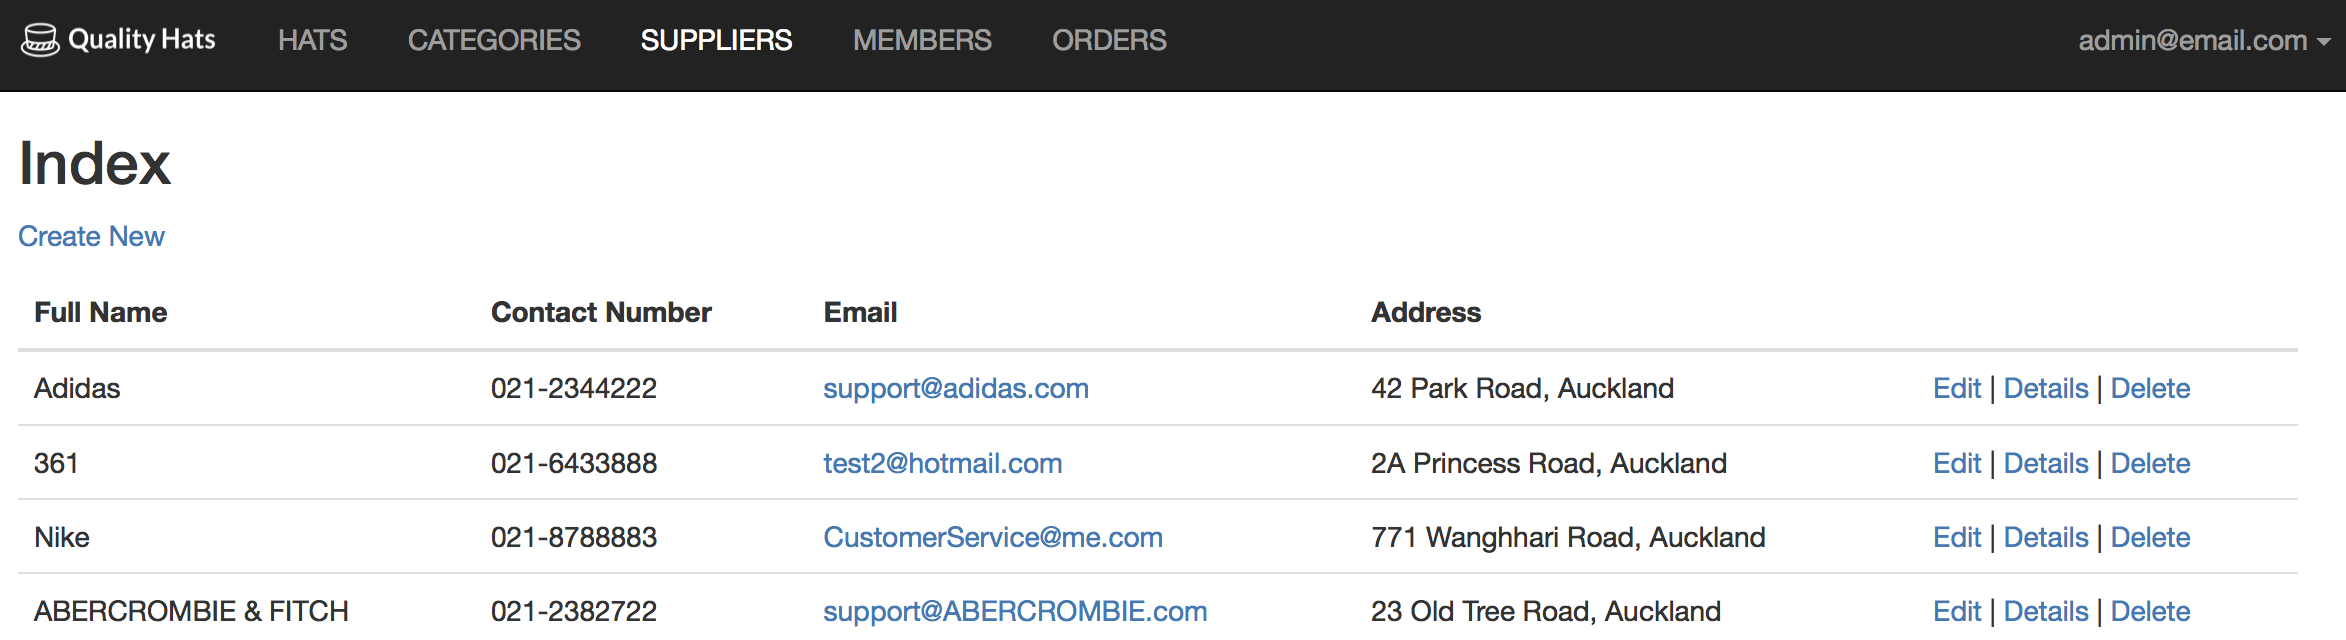 Quality Hats HATS CATEGORIES SUPPLIERS MEMBERS ORDERS admin@email.com
Index
Create New
Full Name Contact Number Email Address
Adidas 021-2344222 support@adidas.com 42 Park Road, Auckland Edit | Details | Delete
361 021-6433888 test2@hotmail.com 2A Princess Road, Auckland Edit | Details | Delete
Nike 021-8788883 CustomerService@me.com 771 Wanghhari Road, Auckland Edit | Details | Delete
ABERCROMBIE & FITCH 021-2382722 support@ABERCROMBIE.com 23 Old Tree Road, Auckland Edit | Details | Delete